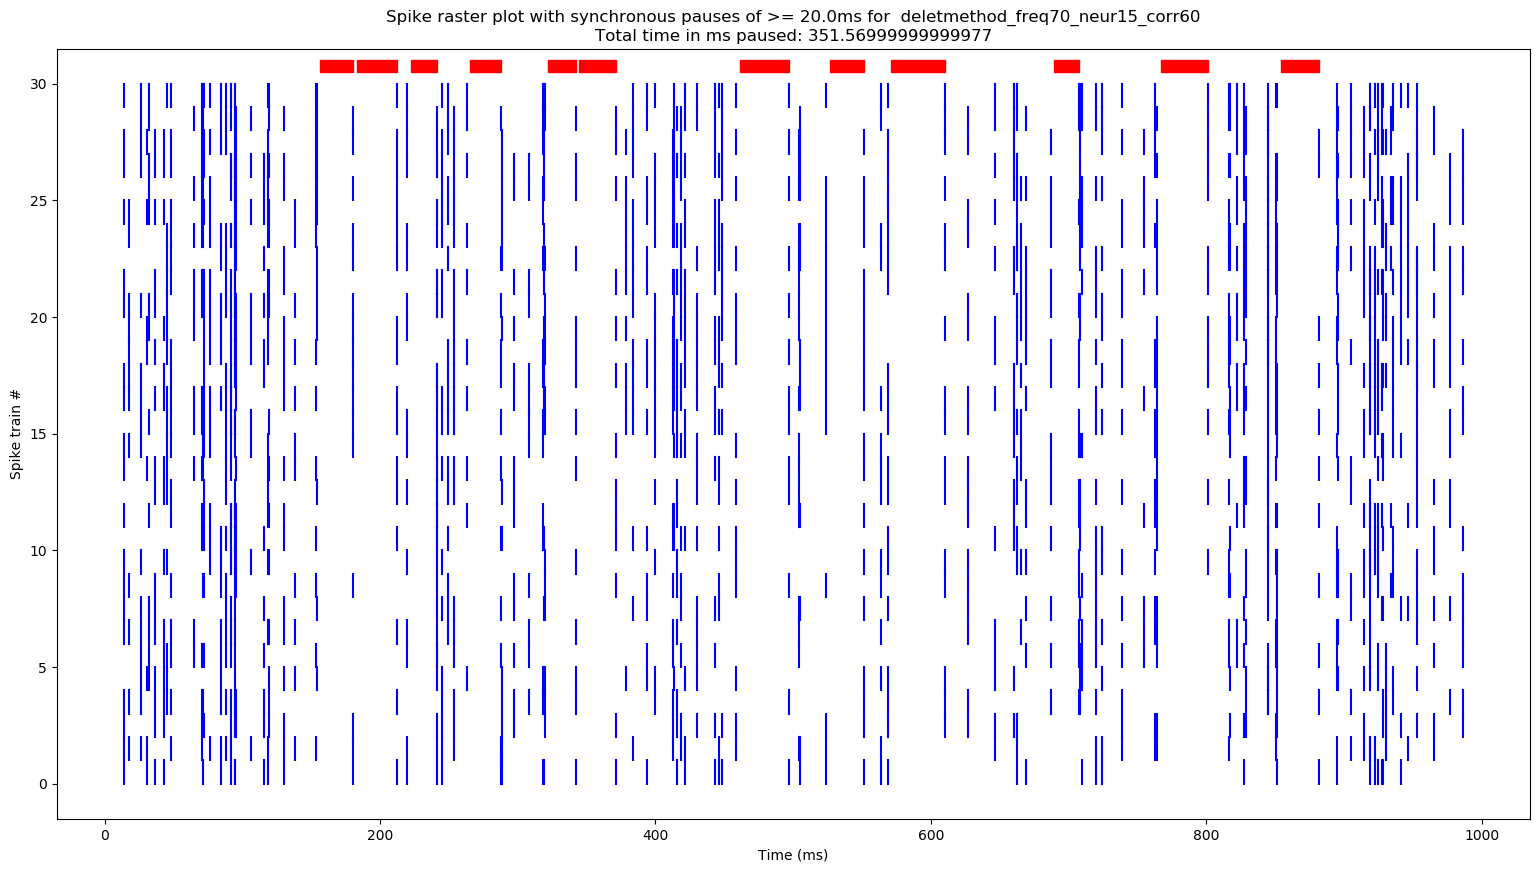 Spike raster plot with synchronous pauses of >= 20.0ms for  deletmethod_freq70_neur15_corr60
Total time in ms paused: 351.56999999999977
30
25
20
15
10
5
0
Spike train #
0 200 400 600 800 1000
Time (ms)